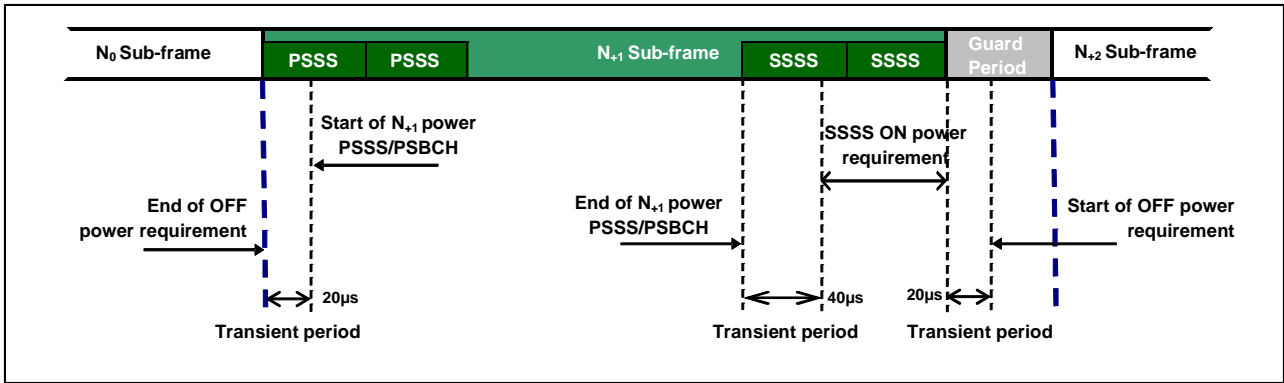 N₀ Sub-frame
PSSS
PSSS
N₊₁ Sub-frame
SSSS
SSSS
Guard
Period
N₊₂ Sub-frame
Start of N₊₁ power
PSSS/PSBCH
SSSS ON power
requirement
End of OFF
power requirement
End of N₊₁ power
PSSS/PSBCH
Start of OFF power
requirement
20µs
40µs
20µs
Transient period
Transient period
Transient period